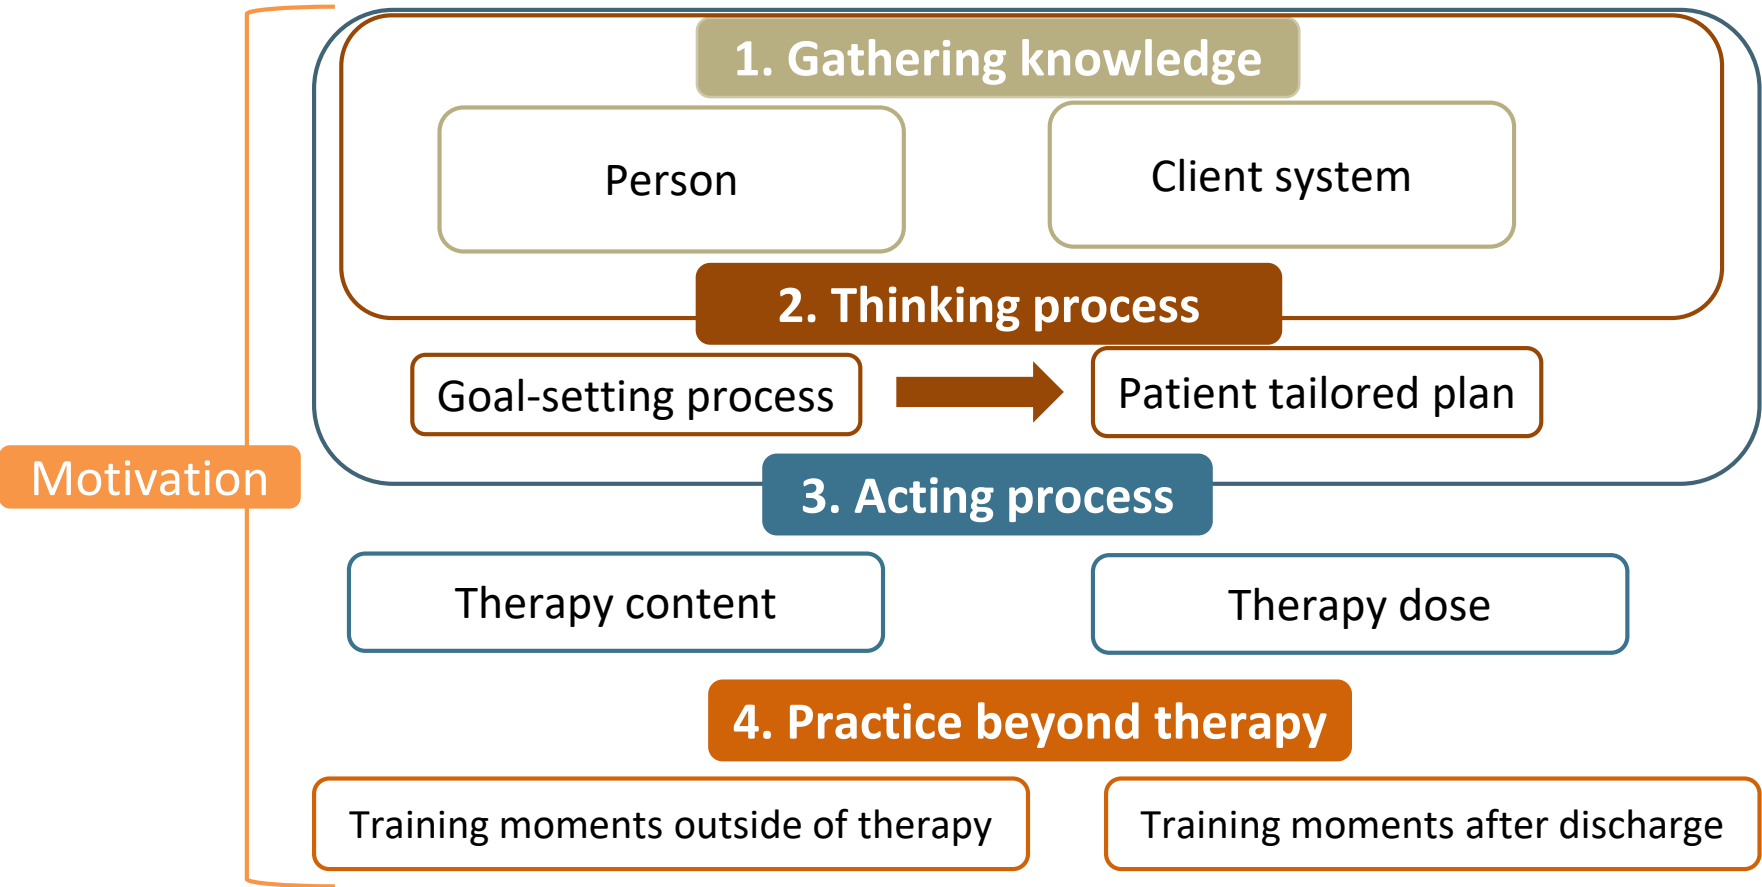 1. Gathering knowledge
Person
Client system
2. Thinking process
Goal-setting process
Patient tailored plan
Motivation
3. Acting process
Therapy content
Therapy dose
4. Practice beyond therapy
Training moments outside of therapy
Training moments after discharge